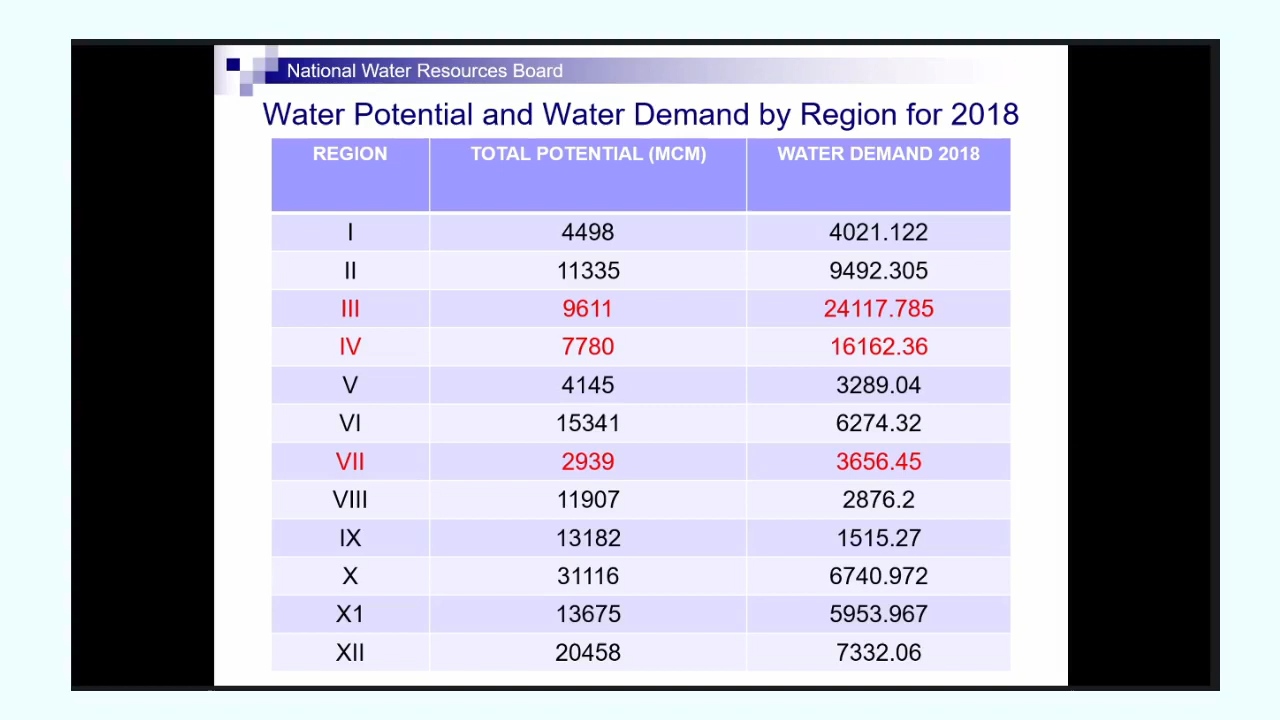 National Water Resources Board
Water Potential and Water Demand by Region for 2018
REGION TOTAL POTENTIAL (MCM) WATER DEMAND 2018
I 4498 4021.122
II 11335 9492.305
III 9611 24117.785
IV 7780 16162.36
V 4145 3289.04
VI 15341 6274.32
VII 2939 3656.45
VIII 11907 2876.2
IX 13182 1515.27
X 31116 6740.972
X1 13675 5953.967
XII 20458 7332.06